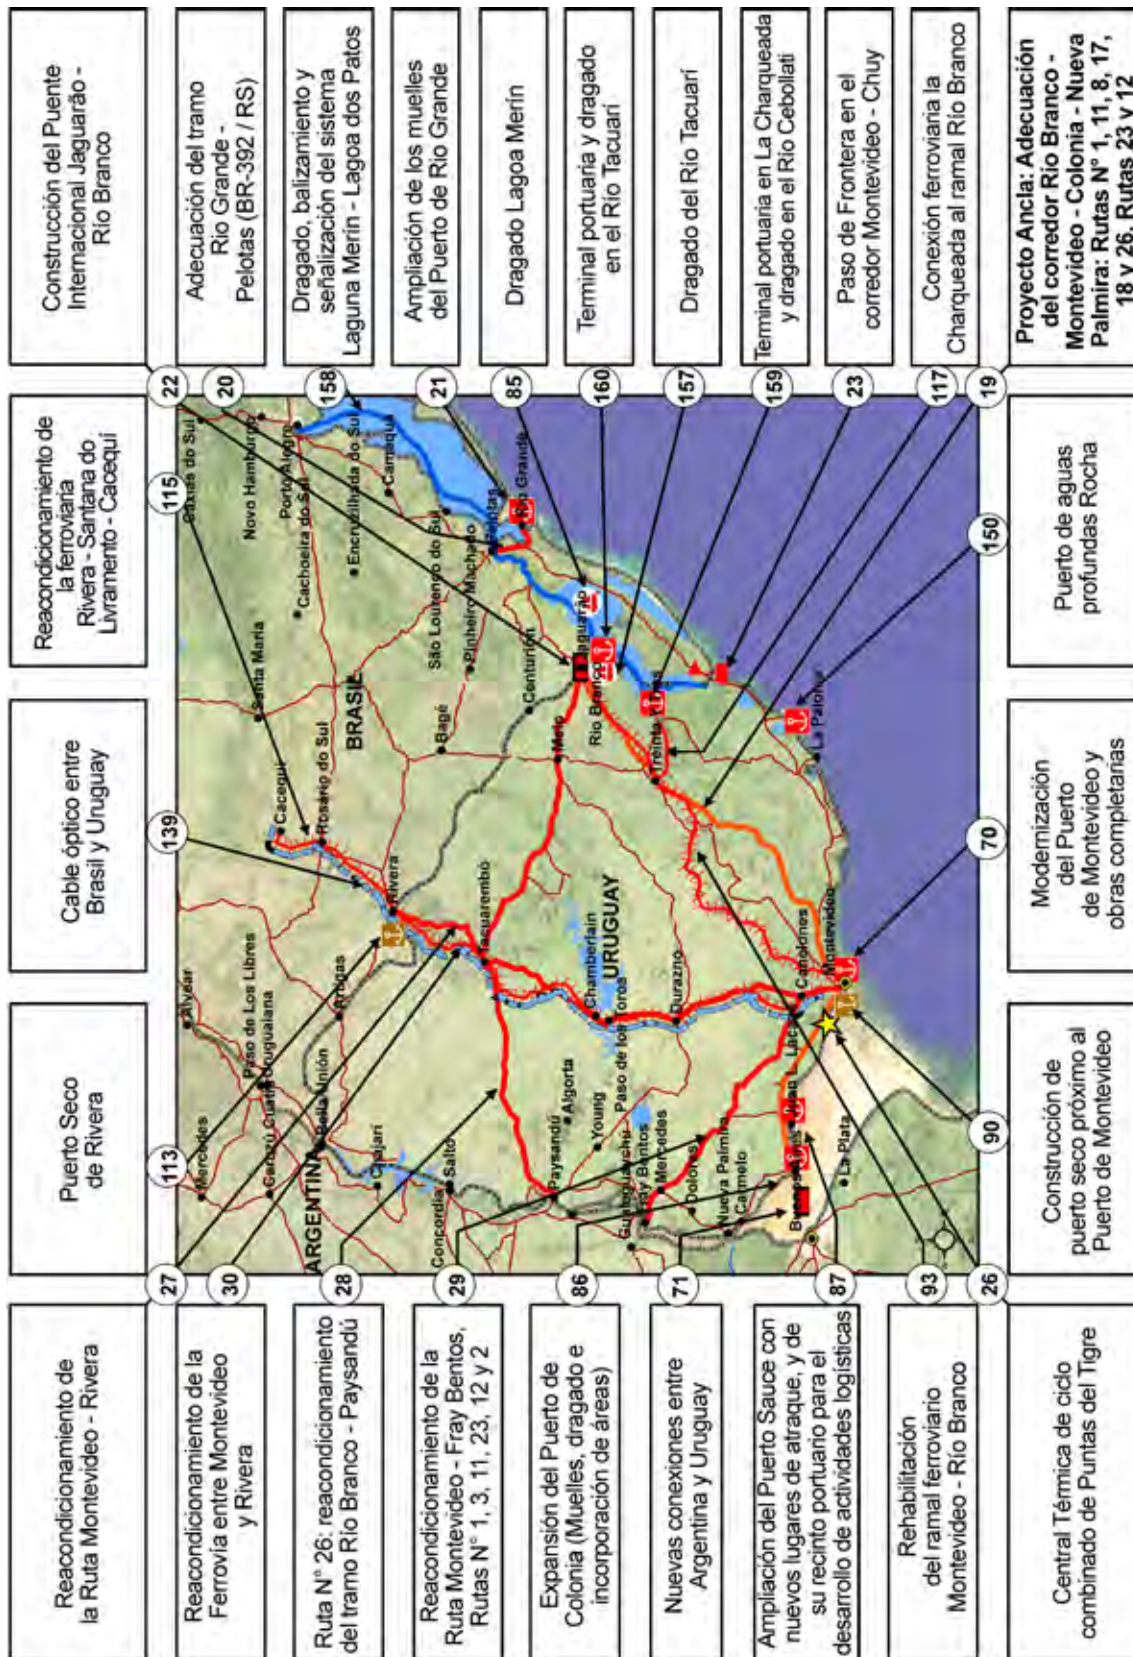 Reacondicionamiento de
la Ruta Montevideo - Rivera
Puerto Seco
de Rivera
Cable óptico entre
Brasil y Uruguay
Reacondicionamiento de
la ferroviaria
Rivera - Santana do
Livramento - Cacequí
Construcción del Puente
Internacional Jaguarão -
Río Branco
27
113
139
115
22
Reacondicionamiento de la
Ferrovía entre Montevideo
y Rivera
30
Ruta N° 26: reacondicionamiento
del tramo Río Branco - Paysandú
28
Reacondicionamiento de la
Ruta Montevideo - Fray Bentos,
Rutas N° 1, 3, 11, 23, 12 y 2
29
Expansión del Puerto de
Colonia (Muelles, dragado e
incorporación de áreas)
86
Nuevas conexiones entre
Argentina y Uruguay
71
Ampliación del Puerto Sauce con
nuevos lugares de atraque, y de
su recinto portuario para el
desarrollo de actividades logísticas
87
Rehabilitación
del ramal ferroviario
Montevideo - Río Branco
93
Mercedes
Alvear
Caxias do Sul
Paso de Los Libres
Uruguaiana
Curuzú Cuatiá
Santa Maria
Novo Hamburgo
Cacequi
Cachoeira do Sul
Porto Alegre
ARGENTINA
Bella Unión
Artigas
Rosário do Sul
BRASIL
Encruzilhada do Sul
Chajarí
Rivera
Camaquã
Concordia
Salto
Bagé
São Lourenço do Sul
Pinheiro Machado
Tacuarembó
Pelotas
Centurión
Rio Grande
Paysandú
Algorta
Melo
Jaguarão
Young
Chamberlain
Rio Branco
Paso de los Toros
URUGUAY
Gualeguaychú
Fray Bentos
Mercedes
Treinta Y Tres
Durazno
Dolores
Nueva Palmira
Carmelo
Buenos Aires
Juan L. Lacaze
Canelones
La Paloma
Montevideo
La Plata
20
Adecuación del tramo
Rio Grande -
Pelotas (BR-392 / RS)
158
Dragado, balizamiento y
señalización del sistema
Laguna Merín - Lagoa dos Patos
21
Ampliación de los muelles
del Puerto de Rio Grande
85
Dragado Lagoa Merín
160
Terminal portuaria y dragado
en el Río Tacuarí
157
Dragado del Río Tacuarí
159
Terminal portuaria en La Charqueada
y dragado en el Río Cebollatí
23
Paso de Frontera en el
corredor Montevideo - Chuy
117
Conexión ferroviaria la
Charqueada al ramal Río Branco
26
90
70
150
19
Central Térmica de ciclo
combinado de Puntas del Tigre
Construcción de
puerto seco próximo al
Puerto de Montevideo
Modernización
del Puerto
de Montevideo y
obras completarias
Puerto de aguas
profundas Rocha
Proyecto Ancla: Adecuación
del corredor Río Branco -
Montevideo - Colonia - Nueva
Palmira: Rutas N° 1, 11, 8, 17,
18 y 26, Rutas 23 y 12